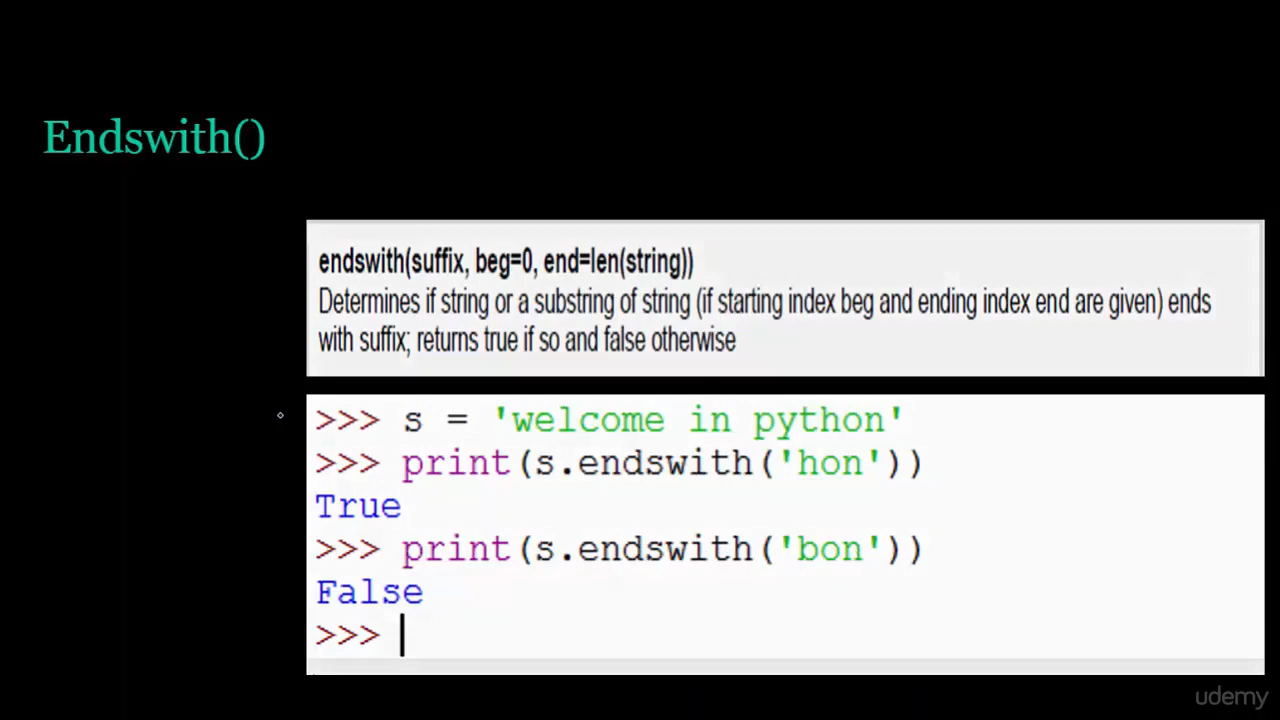 Endswith()
endswith(suffix, beg=0, end=len(string))
Determines if string or a substring of string (if starting index beg and ending index end are given) ends
with suffix; returns true if so and false otherwise
>>> s = 'welcome in python'
>>> print(s.endswith('hon'))
True
>>> print(s.endswith('bon'))
False
>>>
udemy